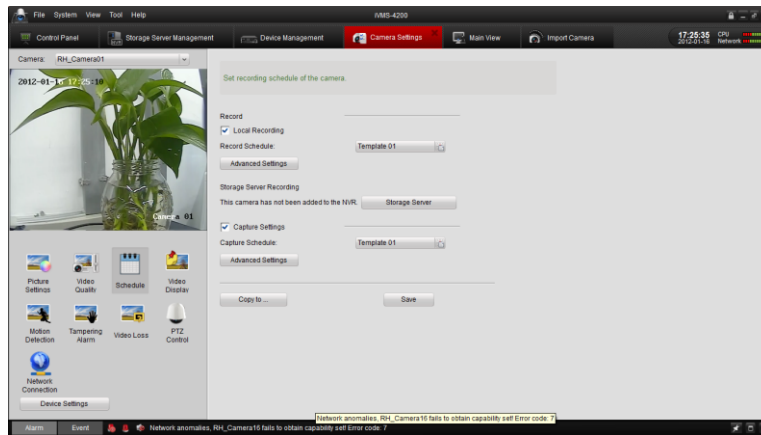 File System View Tool Help
iVMS-4200
Control Panel
Storage Server Management
Device Management
Camera Settings
Main View
Import Camera
17:25:35
2012-01-16
CPU
Network
Camera: RH_Camera01
2012-01-16 17:25:10
Camera 01
Set recording schedule of the camera.
Record
Local Recording
Record Schedule: Template 01
Advanced Settings
Storage Server Recording
This camera has not been added to the NVR. Storage Server
Capture Settings
Capture Schedule: Template 01
Advanced Settings
Copy to ... Save
Picture Settings
Video Quality
Schedule
Video Display
Motion Detection
Tampering Alarm
Video Loss
PTZ Control
Network Connection
Device Settings
Network anomalies, RH_Camera16 fails to obtain capability set! Error code: 7
Alarm Event Network anomalies, RH_Camera16 fails to obtain capability set! Error code: 7